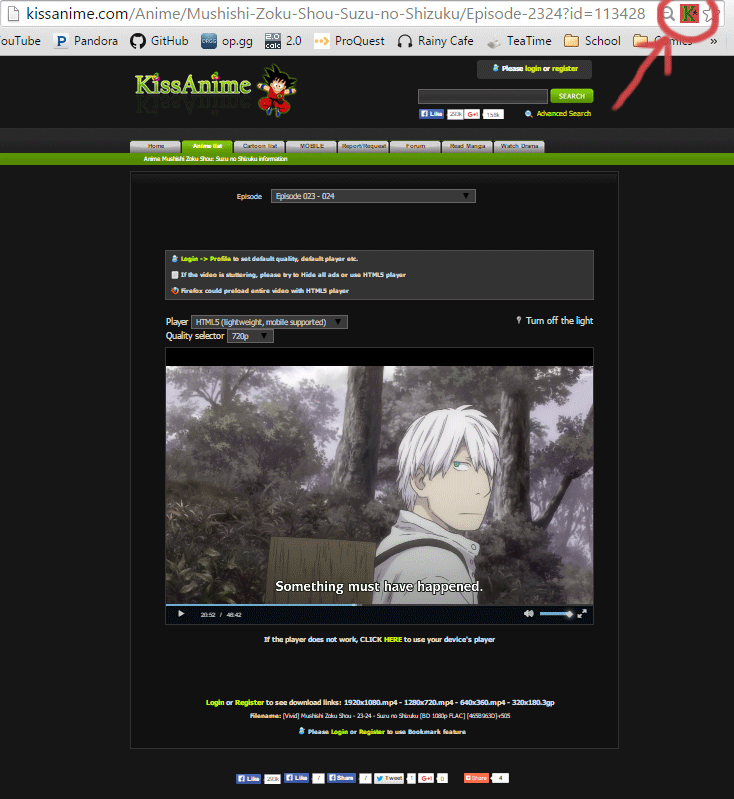 kissanime.com/Anime/Mushishi-Zoku-Shou-Suzu-no-Shizuku/Episode-2324?id=113428
ouTube Pandora GitHub op.gg 2.0 ProQuest Rainy Cafe TeaTime School Comics »
Please login or register
KissAnime
SEARCH
Like 293k +1 158k Advanced Search
Home Anime list Cartoon list MOBILE Report/Request Forum Read Manga Watch Drama
Anime Mushishi Zoku Shou: Suzu no Shizuku information
Episode Episode 023 - 024
Login -> Profile to set default quality, default player etc.
If the video is stuttering, please try to Hide all ads or use HTML5 player
Firefox could preload entire video with HTML5 player
Player HTML5 (lightweight, mobile supported) Turn off the light
Quality selector 720p
Something must have happened.
20:52 / 46:42
If the player does not work, CLICK HERE to use your device's player
Login or Register to see download links: 1920x1080.mp4 - 1280x720.mp4 - 640x360.mp4 - 320x180.3gp
Filename: [Vivid] Mushishi Zoku Shou - 23-24 - Suzu no Shizuku [BD 1080p FLAC] [465B963D]-r505
Please Login or Register to use Bookmark feature
Like 293k Like 7 Share 7 Tweet 1 G+1 0 Share 4